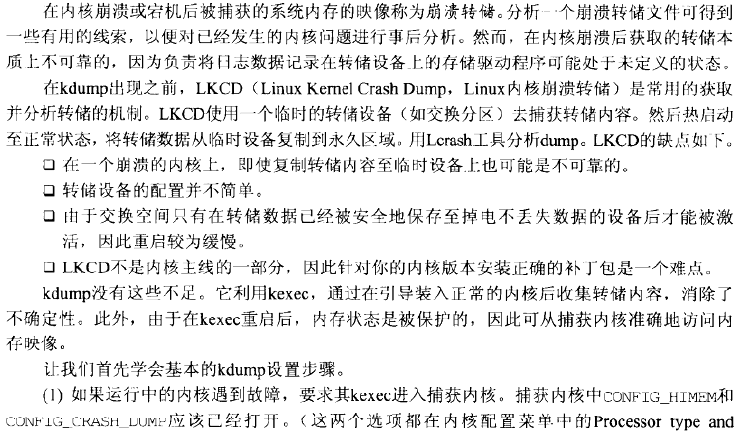 在内核崩溃或宕机后被捕获的系统内存的映像称为崩溃转储。分析一个崩溃转储文件可得到
一些有用的线索，以便对已经发生的内核问题进行事后分析。然而，在内核崩溃后获取的转储本
质上不可靠的，因为负责将日志数据记录在转储设备上的存储驱动程序可能处于未定义的状态。
在kdump出现之前，LKCD（Linux Kernel Crash Dump，Linux内核崩溃转储）是常用的获取
并分析转储的机制。LKCD使用一个临时的转储设备（如交换分区）去捕获转储内容。然后热启动
至正常状态，将转储数据从临时设备复制到永久区域。用Lcrash工具分析dump。LKCD的缺点如下。
❑ 在一个崩溃的内核上，即使复制转储内容至临时设备上也可能是不可靠的。
❑ 转储设备的配置并不简单。
❑ 由于交换空间只有在转储数据已经被安全地保存至掉电不丢失数据的设备后才能被激
活，因此重启较为缓慢。
❑ LKCD不是内核主线的一部分，因此针对你的内核版本安装正确的补丁包是一个难点。
kdump没有这些不足。它利用kexec，通过在引导装入正常的内核后收集转储内容，消除了
不确定性。此外，由于在kexec重启后，内存状态是被保护的，因此可从捕获内核准确地访问内
存映像。
让我们首先学会基本的kdump设置步骤。
(1) 如果运行中的内核遇到故障，要求其kexec进入捕获内核。捕获内核中CONFIG_HIMEM和
CONFIG_CRASH_DUMP应该已经打开。（这两个选项都在内核配置菜单中的Processor type and